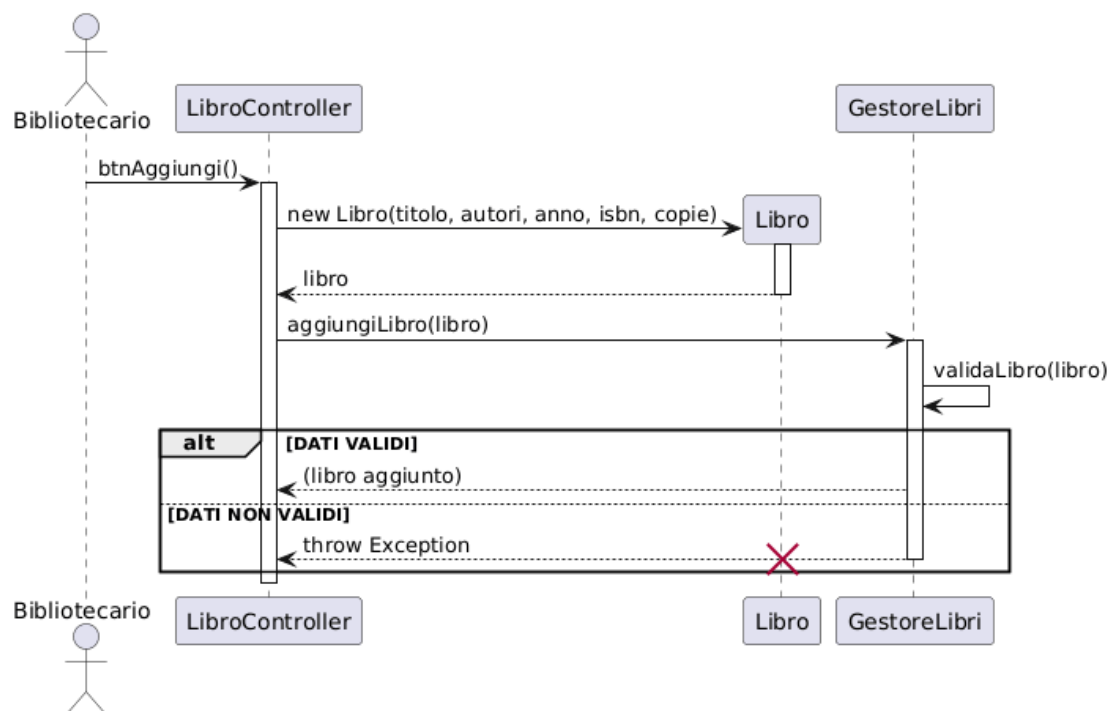 Bibliotecario
LibroController
GestoreLibri
btnAggiungi()
new Libro(titolo, autori, anno, isbn, copie)
Libro
libro
aggiungiLibro(libro)
validaLibro(libro)
alt [DATI VALIDI]
(libro aggiunto)
[DATI NON VALIDI]
throw Exception
Bibliotecario
LibroController
Libro
GestoreLibri